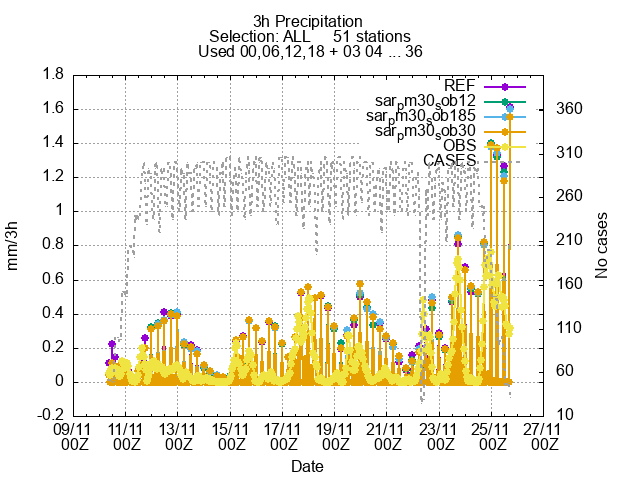 3h Precipitation
Selection: ALL 51 stations
Used 00,06,12,18 + 03 04 ... 36
REF
sarpm30sob12
sarpm30sob185
sarpm30sob30
OBS
CASES
1.8
1.6
1.4
1.2
1
0.8
0.6
0.4
0.2
0
-0.2
mm/3h
360
310
260
210
160
110
60
10
No cases
09/11 11/11 13/11 15/11 17/11 19/11 21/11 23/11 25/11 27/11
00Z 00Z 00Z 00Z 00Z 00Z 00Z 00Z 00Z 00Z
Date